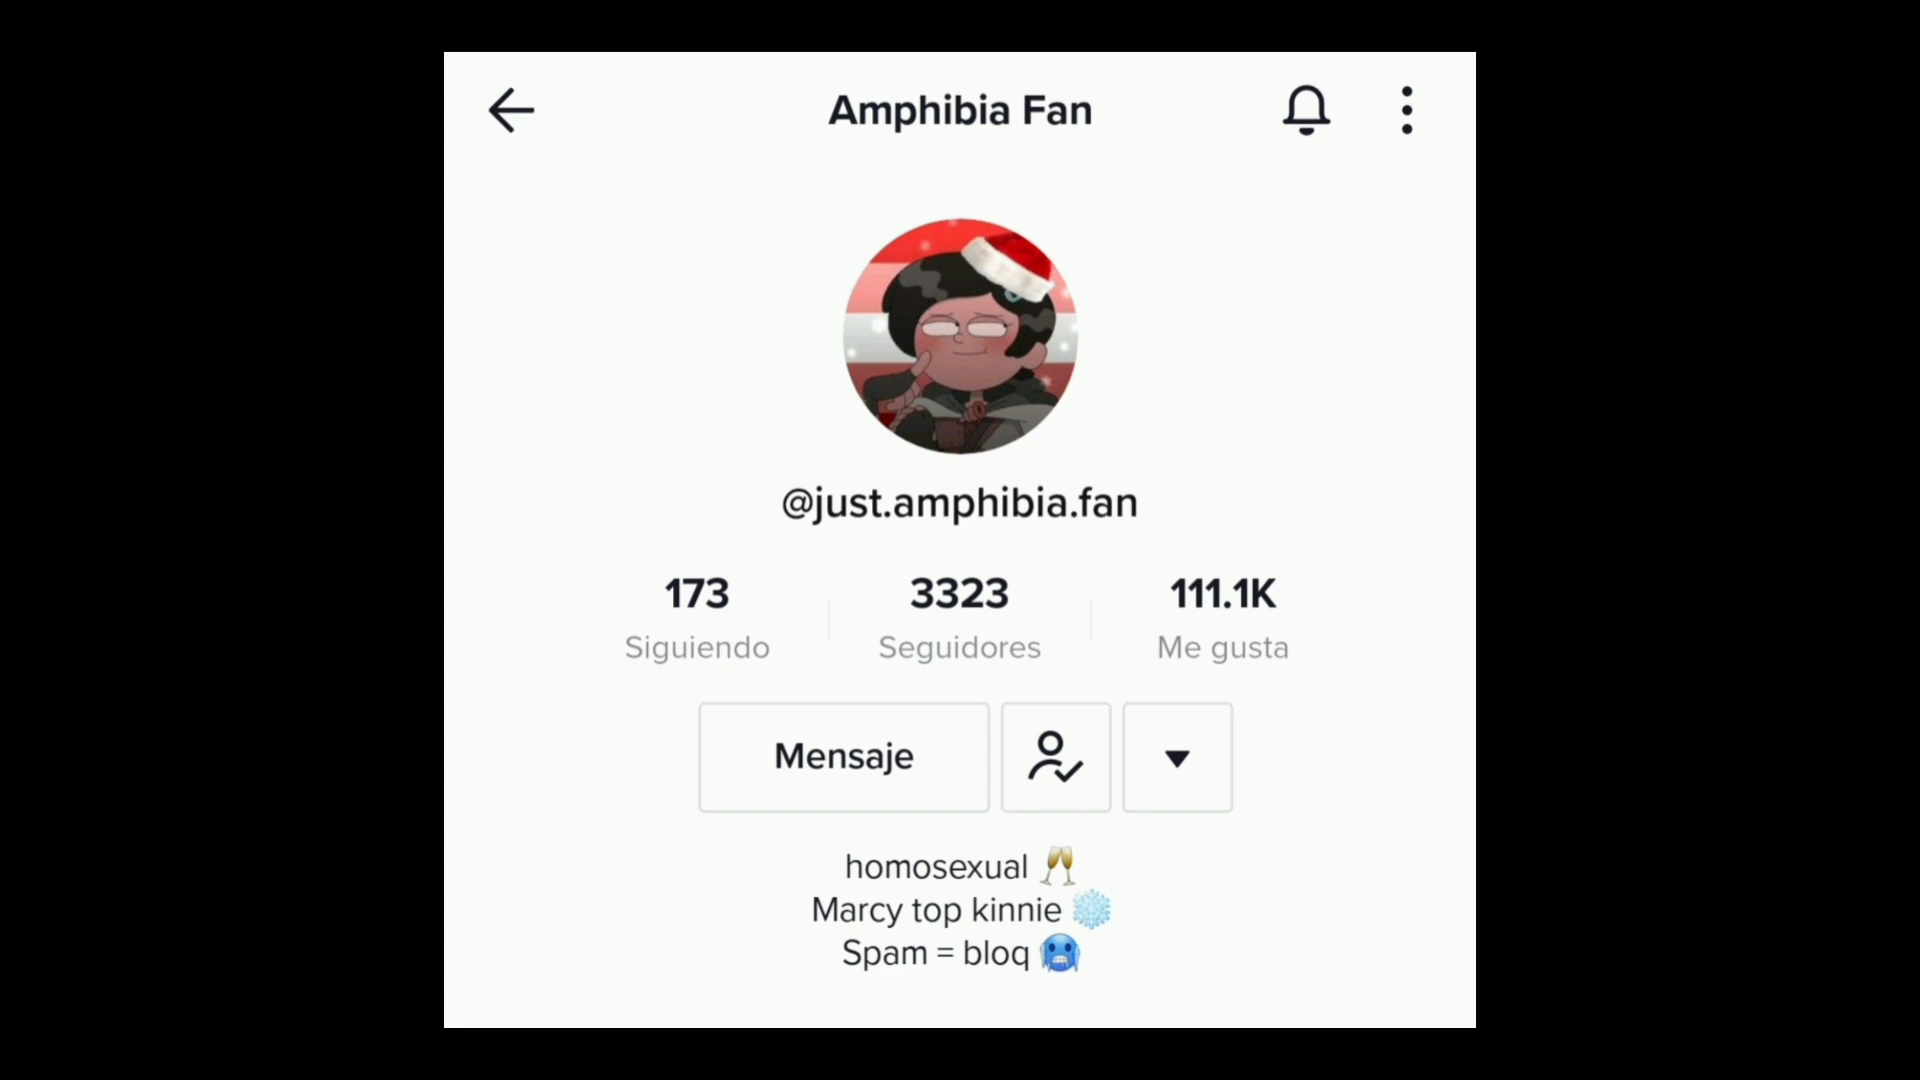 Amphibia Fan
@just.amphibia.fan
173 3323 111.1K
Siguiendo Seguidores Me gusta
Mensaje
homosexual 🥂
Marcy top kinnie ❄️
Spam = bloq 🥶